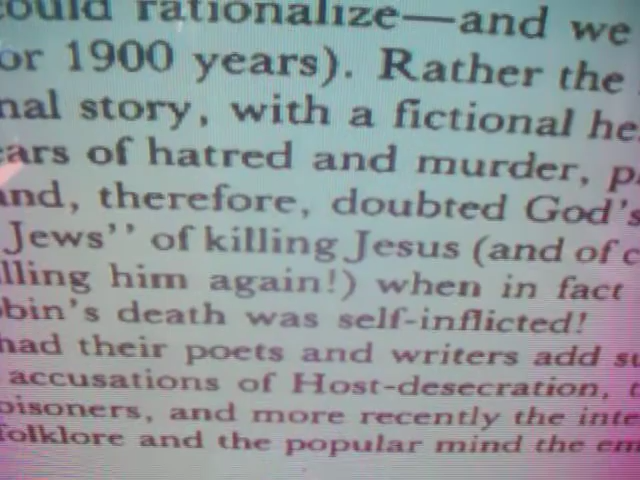 ould rationalize—and we
or 1900 years). Rather the
nal story, with a fictional he
ears of hatred and murder, p
and, therefore, doubted God's
Jews" of killing Jesus (and of c
lling him again!) when in fact
bin's death was self-inflicted!
had their poets and writers add su
accusations of Host-desecration,
oisoners, and more recently the inte
folklore and the popular mind the em